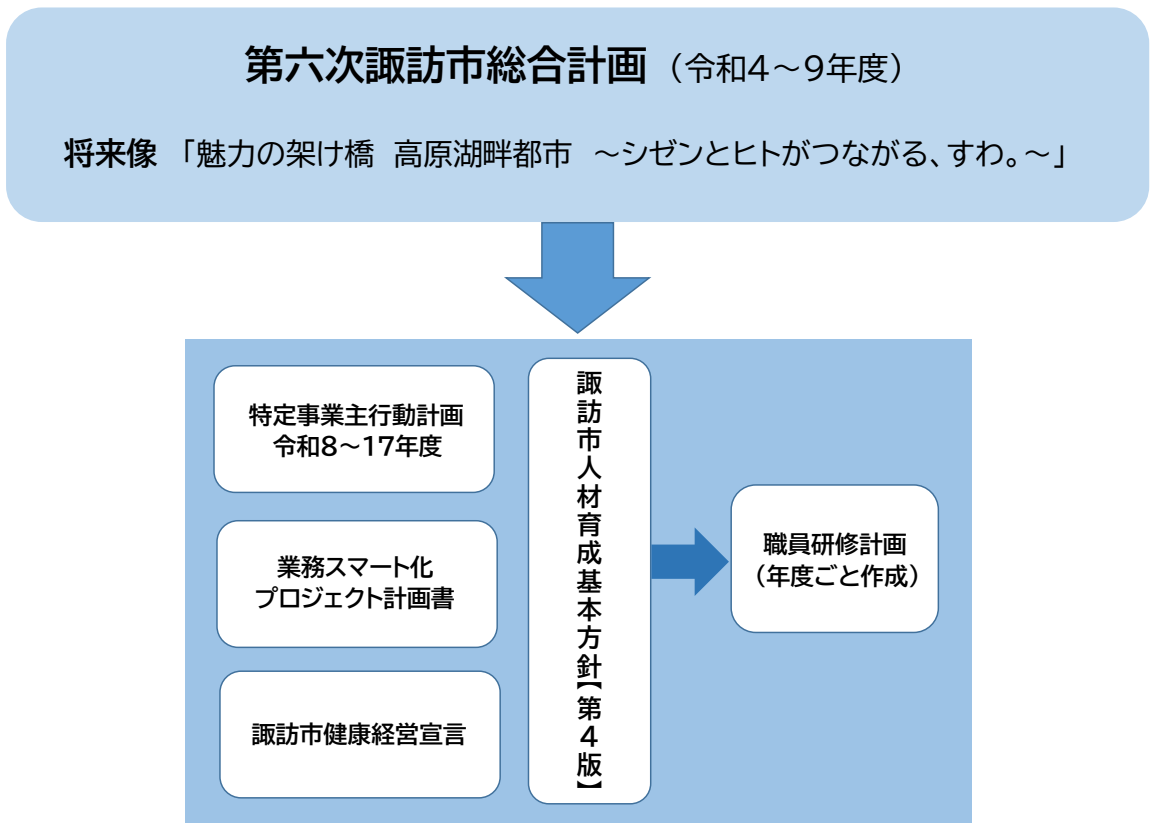 第六次諏訪市総合計画（令和4～9年度）
将来像 「魅力の架け橋 高原湖畔都市 ～シゼンとヒトがつながる、すわ。～」
特定事業主行動計画
令和8～17年度
業務スマート化
プロジェクト計画書
諏訪市健康経営宣言
諏訪市人材育成基本方針【第4版】
職員研修計画
（年度ごと作成）